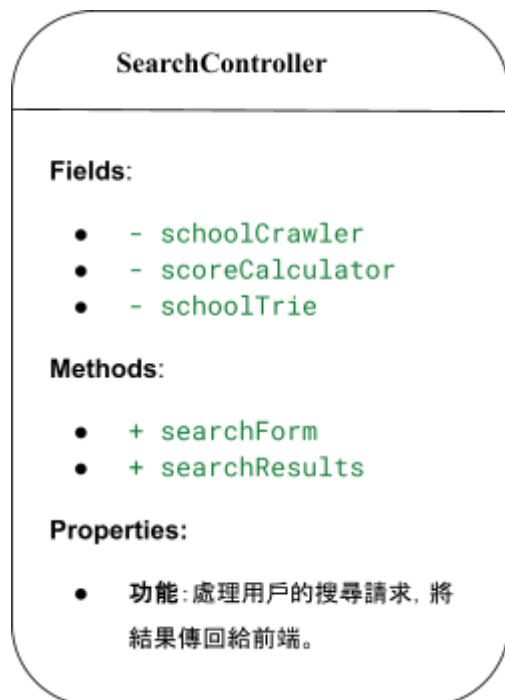 SearchController
Fields:
● - schoolCrawler
● - scoreCalculator
● - schoolTrie
Methods:
● + searchForm
● + searchResults
Properties:
● 功能:處理用戶的搜尋請求, 將
結果傳回給前端。